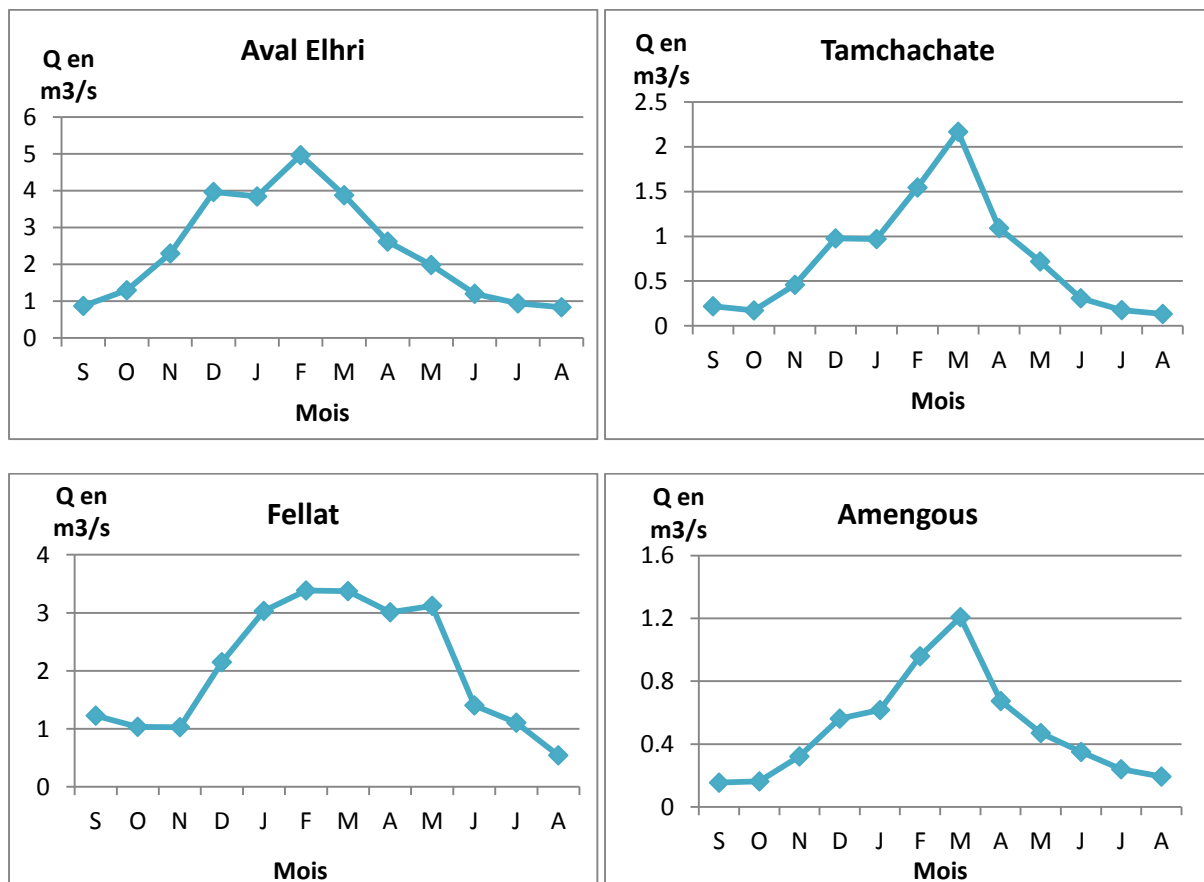 Aval Elhri
Q en
m3/s
6
5
4
3
2
1
0
S O N D J F M A M J J A
Mois
Tamchachate
Q en
m3/s
2.5
2
1.5
1
0.5
0
S O N D J F M A M J J A
Mois
Fellat
Q en
m3/s
4
3
2
1
0
S O N D J F M A M J J A
Mois
Amengous
Q en
m3/s
1.6
1.2
0.8
0.4
0
S O N D J F M A M J J A
Mois